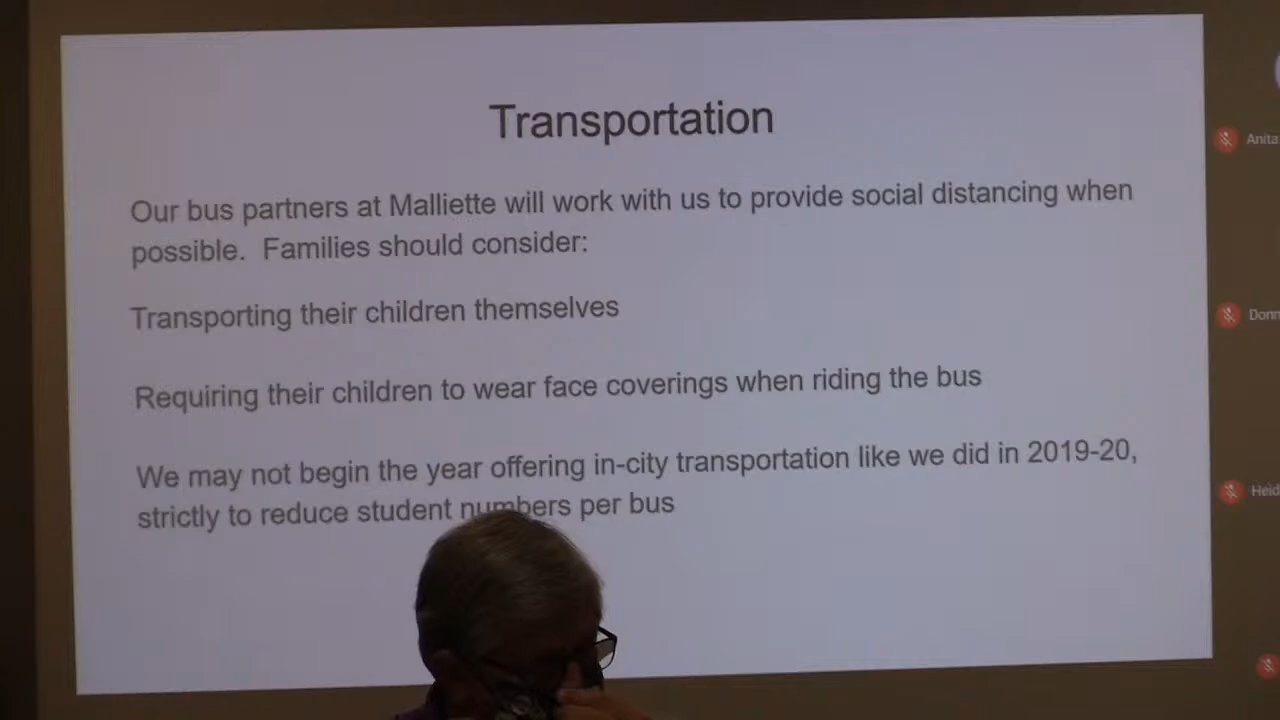 Transportation
Our bus partners at Malliette will work with us to provide social distancing when
possible. Families should consider:
Transporting their children themselves
Requiring their children to wear face coverings when riding the bus
We may not begin the year offering in-city transportation like we did in 2019-20,
strictly to reduce student numbers per bus
Anita
Donn
Heid